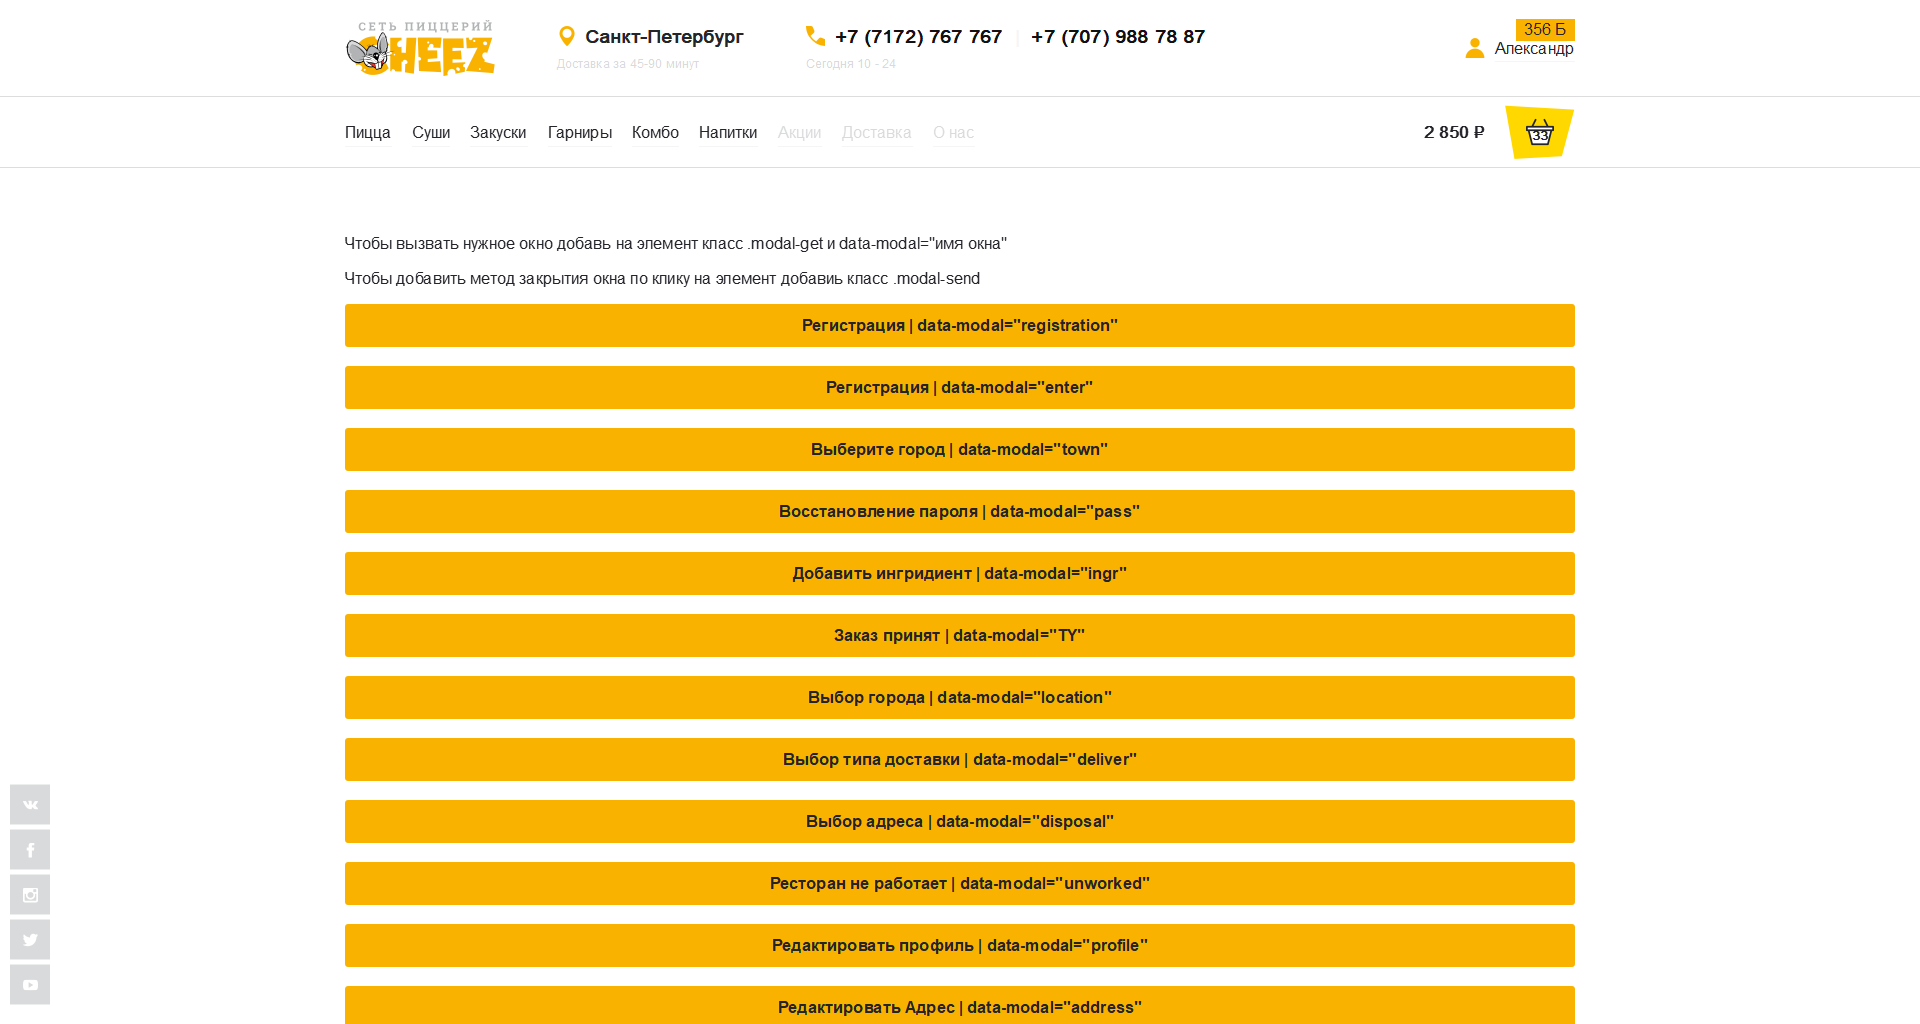 СЕТЬ ПИЦЦЕРИЙ
CHEEZ
Санкт-Петербург
Доставка за 45-90 минут
+7 (7172) 767 767 | +7 (707) 988 78 87
Сегодня 10 - 24
356 Б
Александр
Пицца Суши Закуски Гарниры Комбо Напитки Акции Доставка О нас
2 850 ₽
33
Чтобы вызвать нужное окно добавь на элемент класс .modal-get и data-modal="имя окна"
Чтобы добавить метод закрытия окна по клику на элемент добавиь класс .modal-send
Регистрация | data-modal="registration"
Регистрация | data-modal="enter"
Выберите город | data-modal="town"
Восстановление пароля | data-modal="pass"
Добавить ингридиент | data-modal="ingr"
Заказ принят | data-modal="TY"
Выбор города | data-modal="location"
Выбор типа доставки | data-modal="deliver"
Выбор адреса | data-modal="disposal"
Ресторан не работает | data-modal="unworked"
Редактировать профиль | data-modal="profile"
Редактировать Адрес | data-modal="address"